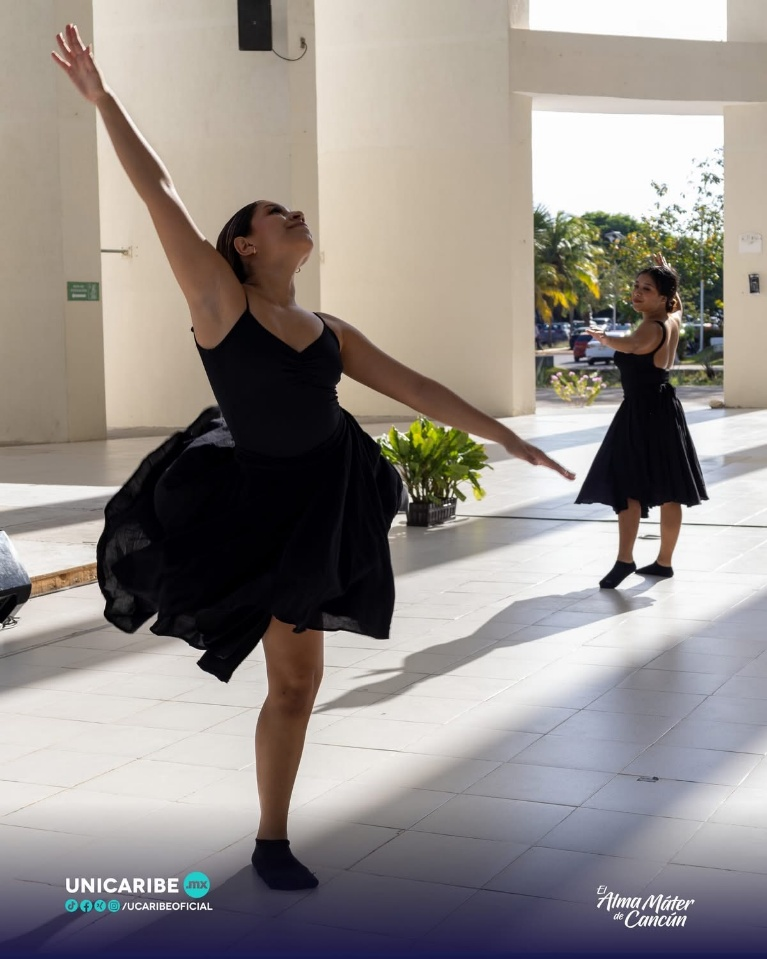 UNICARIBE .mx
/UCARIBEOFICIAL
El
Alma Máter
de Cancún